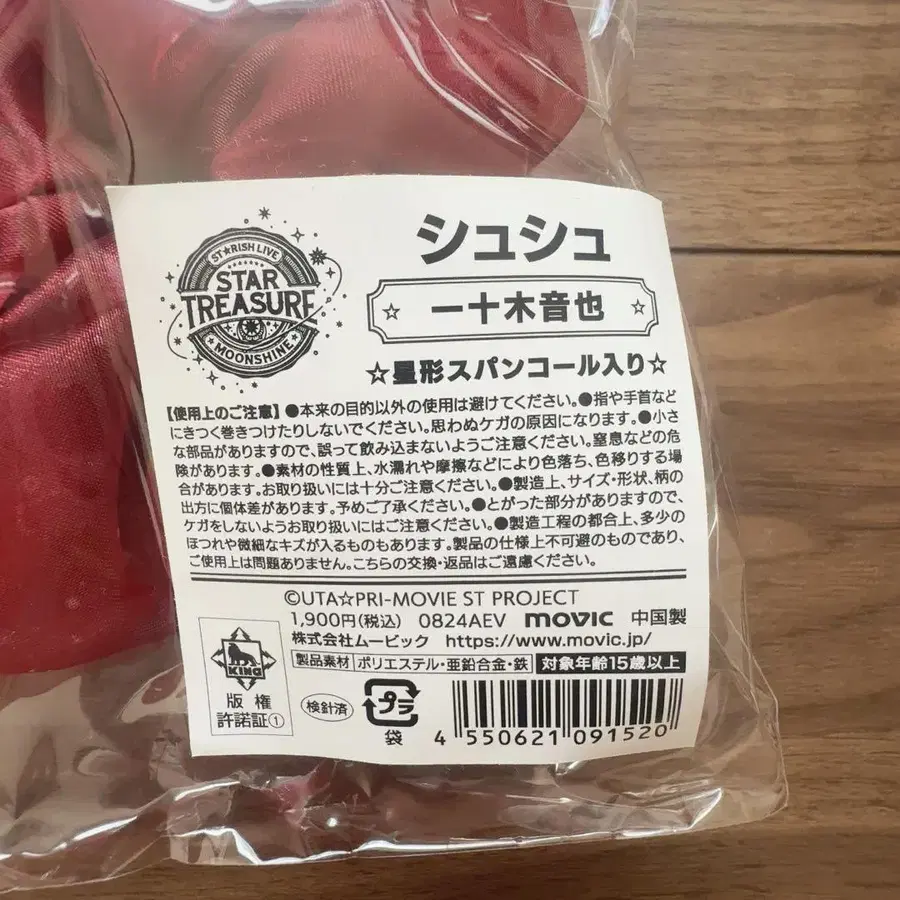 ST☆RISH LIVE
STAR
TREASURE
MOONSHINE
シュシュ
☆ 一十木音也 ☆
☆星形スパンコール入り☆
【使用上のご注意】●本来の目的以外の使用は避けてください。●指や手首など
にきつく巻きつけたりしないでください。思わぬケガの原因になります。●小さ
な部品がありますので、誤って飲み込まないようご注意ください。窒息などの危
険があります。●素材の性質上、水濡れや摩擦などにより色落ち、色移りする場
合があります。お取り扱いには十分ご注意ください。●製造上、サイズ・形状、柄の
出方に個体差があります。予めご了承ください。●とがった部分がありますので、
ケガをしないようお取り扱いにはご注意ください。●製造工程の都合上、多少の
ほつれや微細なキズが入るものもあります。製品の仕様上不可避のものであり、
ご使用上は問題ありません。こちらの交換・返品はご遠慮ください。
©UTA☆PRI-MOVIE ST PROJECT
1,900円(税込) 0824AEV movic 中国製
株式会社ムービック https://www.movic.jp/
製品素材 ポリエステル・亜鉛合金・鉄 対象年齢15歳以上
KING
版権
許諾証①
検針済
プラ
袋
4 550621 091520